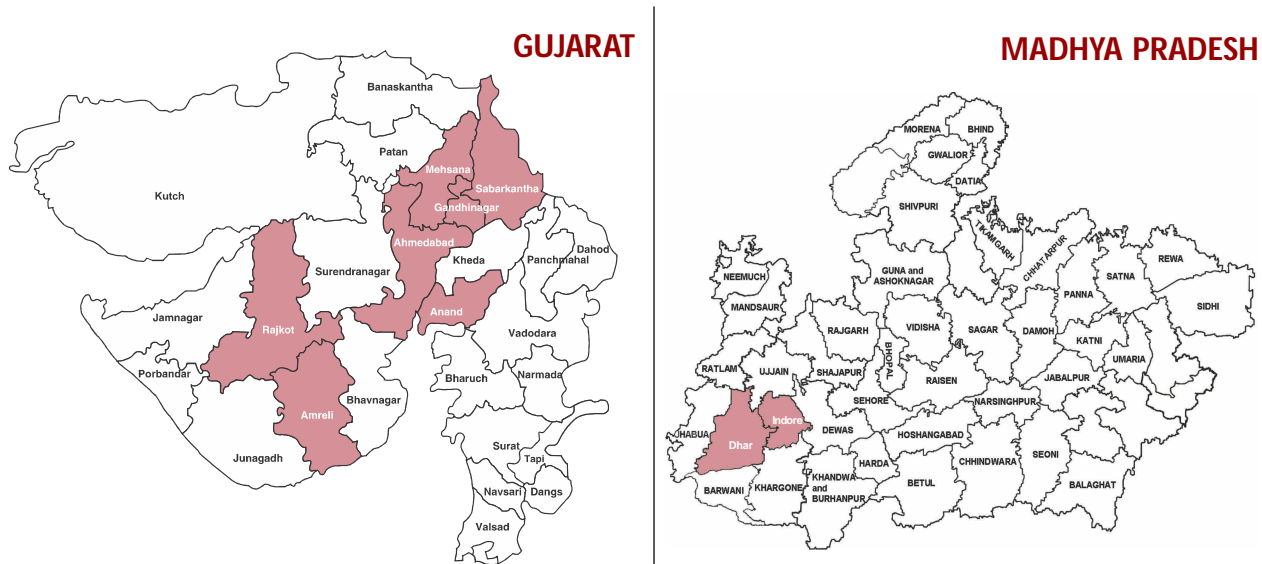 GUJARAT
Banaskantha
Patan
Mehsana
Sabarkantha
Kutch
Gandhinagar
Ahmedabad
Dahod
Kheda
Panchmahal
Surendranagar
Anand
Jamnagar
Rajkot
Vadodara
Porbandar
Bharuch
Narmada
Bhavnagar
Amreli
Junagadh
Surat
Tapi
Navsari
Dangs
Valsad
MADHYA PRADESH
MORENA
BHIND
GWALIOR
DATIA
SHIVPURI
TIKAMGARH
CHHATARPUR
REWA
NEEMUCH
GUNA and
ASHOKNAGAR
SATNA
PANNA
SIDHI
MANDSAUR
RAJGARH
VIDISHA
SAGAR
DAMOH
KATNI
UMARIA
RATLAM
UJJAIN
SHAJAPUR
BHOPAL
RAISEN
JABALPUR
SEHORE
NARSINGHPUR
JHABUA
Indore
DEWAS
HOSHANGABAD
Dhar
HARDA
CHHINDWARA
SEONI
BARWANI
KHARGONE
KHANDWA
and
BURHANPUR
BETUL
BALAGHAT